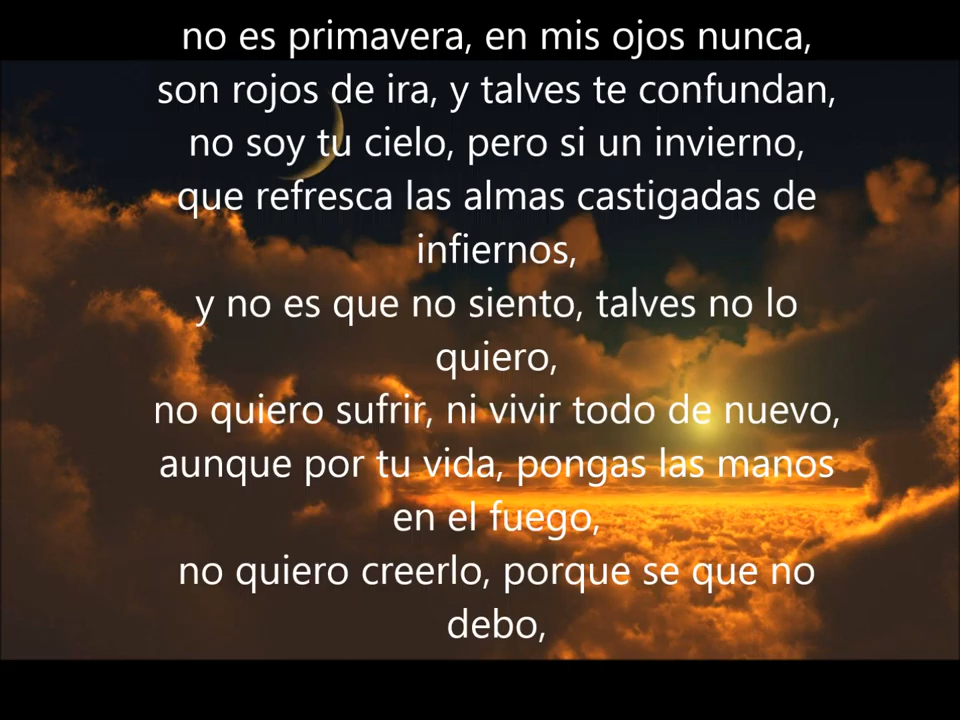 no es primavera, en mis ojos nunca,
son rojos de ira, y talves te confundan,
no soy tu cielo, pero si un invierno,
que refresca las almas castigadas de
infiernos,
y no es que no siento, talves no lo
quiero,
no quiero sufrir, ni vivir todo de nuevo,
aunque por tu vida, pongas las manos
en el fuego,
no quiero creerlo, porque se que no
debo,